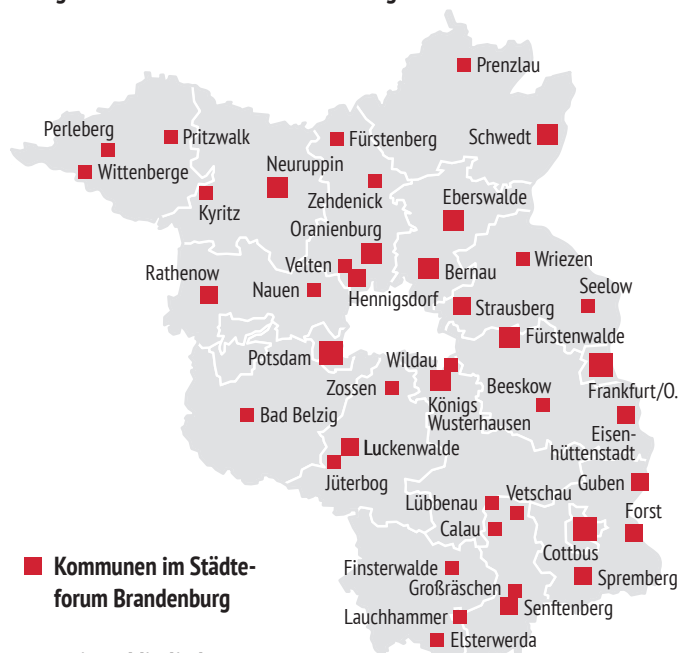 Prenzlau
Perleberg
Pritzwalk
Fürstenberg
Schwedt
Wittenberge
Neuruppin
Kyritz
Zehdenick
Eberswalde
Oranienburg
Velten
Bernau
Wriezen
Rathenow
Nauen
Hennigsdorf
Seelow
Strausberg
Fürstenwalde
Potsdam
Wildau
Zossen
Königs
Wusterhausen
Beeskow
Frankfurt/O.
Bad Belzig
Eisen-
hüttenstadt
Luckenwalde
Jüterbog
Guben
Lübbenau
Vetschau
Forst
Calau
Cottbus
Kommunen im Städte-
forum Brandenburg
Finsterwalde
Spremberg
Großräschen
Senftenberg
Lauchhammer
Elsterwerda